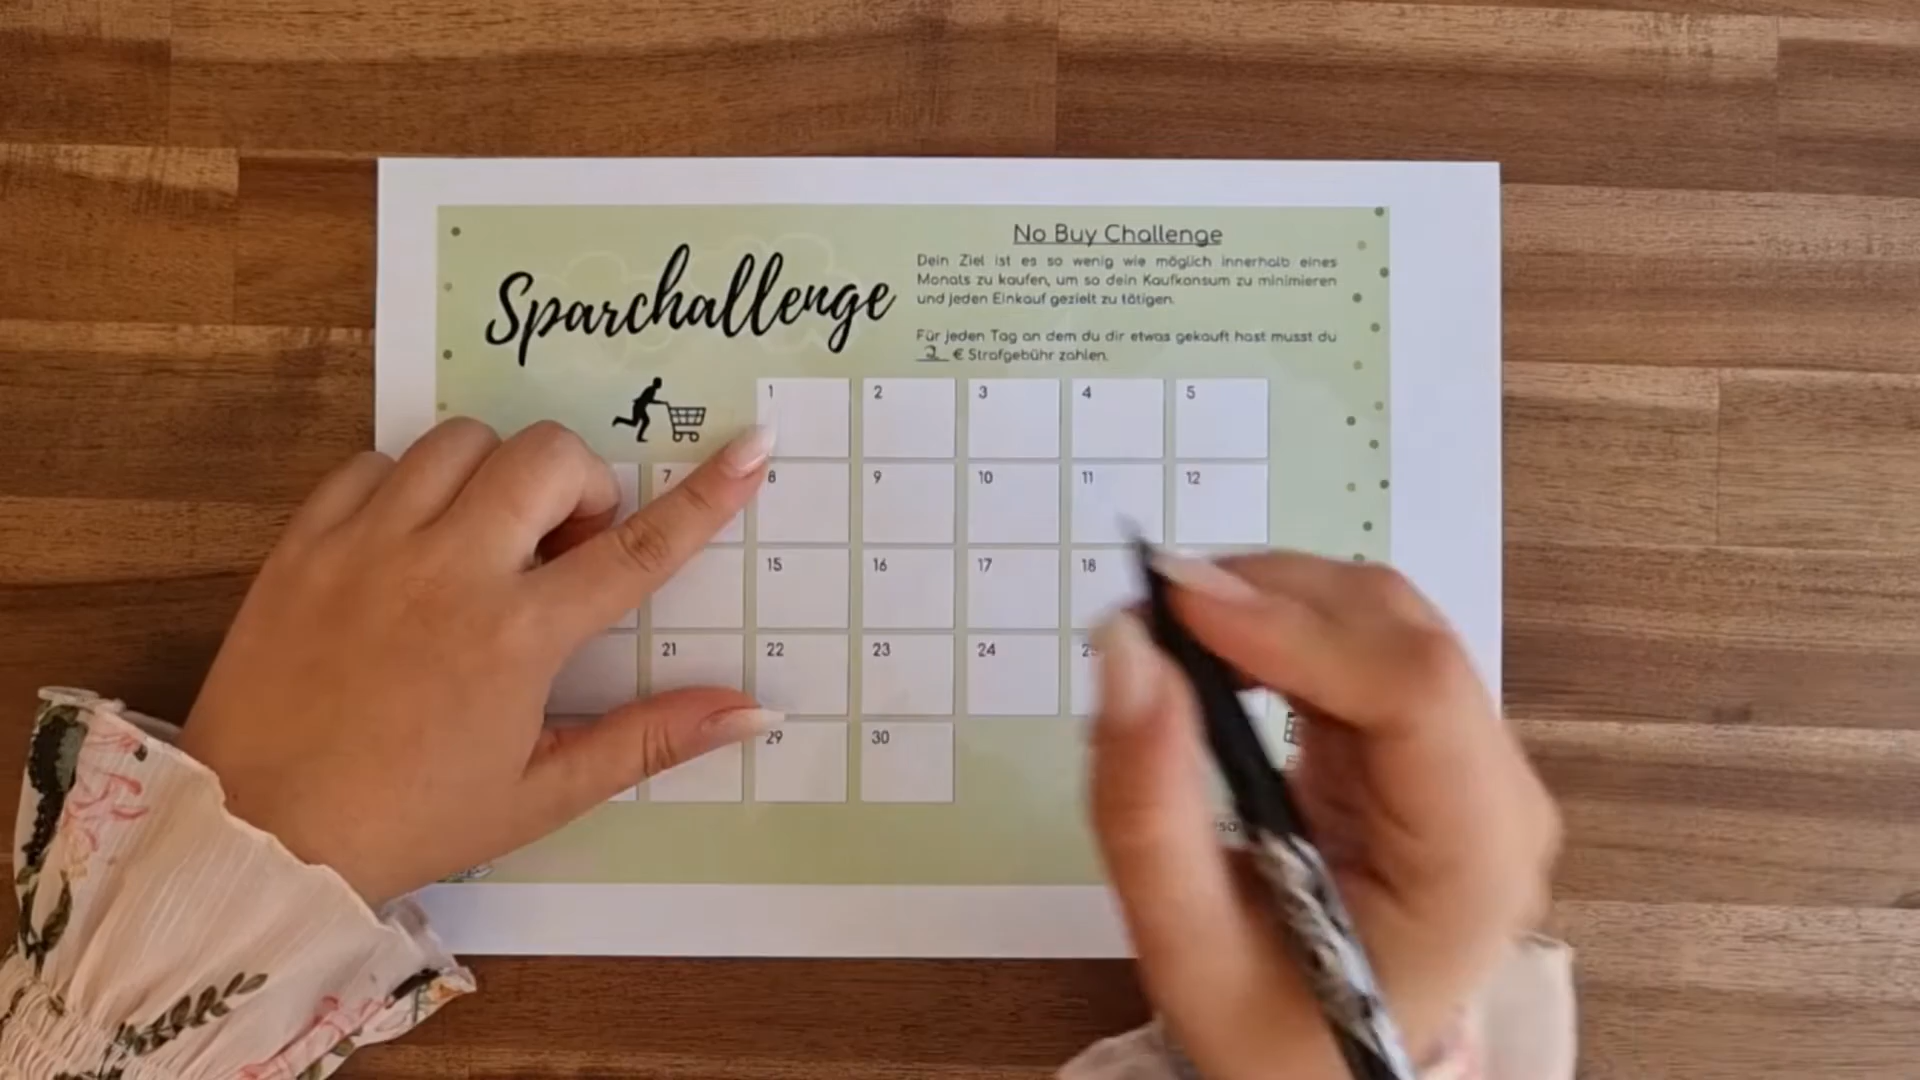 Sparchallenge
No Buy Challenge
Dein Ziel ist es so wenig wie möglich innerhalb eines
Monats zu kaufen, um so dein Kaufkonsum zu minimieren
und jeden Einkauf gezielt zu tätigen.
Für jeden Tag an dem du dir etwas gekauft hast musst du
2 € Strafgebühr zahlen.
1 2 3 4 5
7 8 9 10 11 12
15 16 17 18
21 22 23 24
29 30